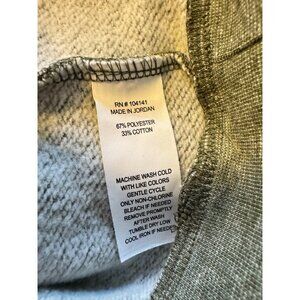 RN # 104141
MADE IN JORDAN
67% POLYESTER
33% COTTON
MACHINE WASH COLD
WITH LIKE COLORS
GENTLE CYCLE
ONLY NON-CHLORINE
BLEACH IF NEEDED
REMOVE PROMPTLY
AFTER WASH
TUMBLE DRY LOW
COOL IRON IF NEEDED